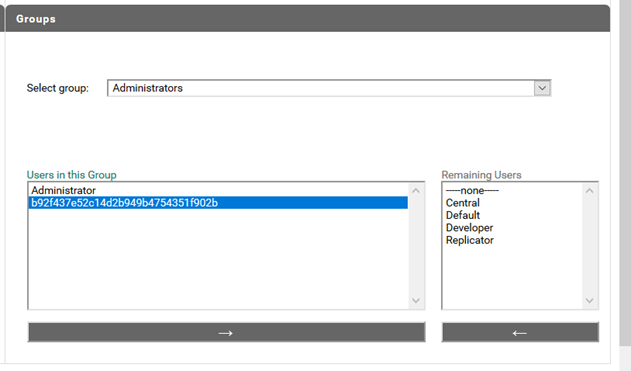 Groups
Select group: Administrators
Users in this Group
Administrator
b92f437e52c14d2b949b4754351f902b
→
Remaining Users
-----none-----
Central
Default
Developer
Replicator
←